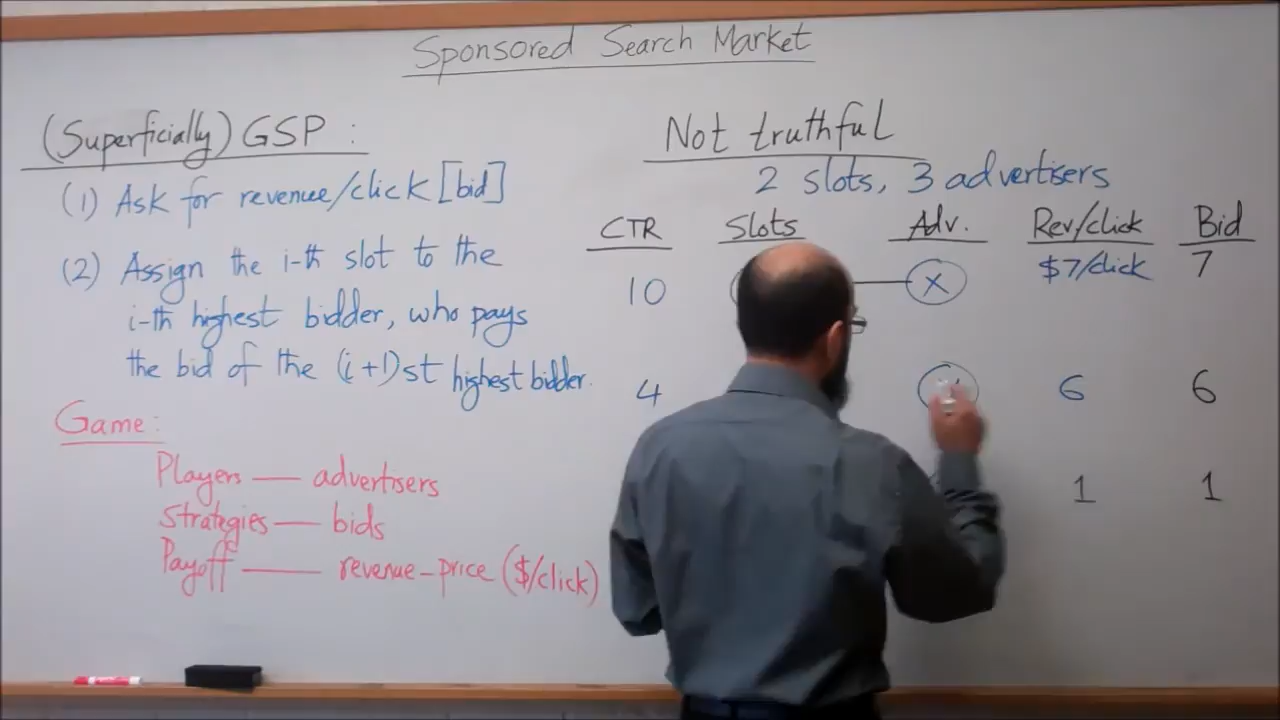 Sponsored Search Market
(Superficially) GSP :
(1) Ask for revenue/click [bid]
(2) Assign the i-th slot to the
i-th highest bidder, who pays
the bid of the (i+1)st highest bidder.
Game:
Players — advertisers
Strategies — bids
Payoff — revenue-price ($/click)
Not truthful
2 slots, 3 advertisers
CTR Slots Adv. Rev/click Bid
10 x $7/click 7
4 6 6
1 1